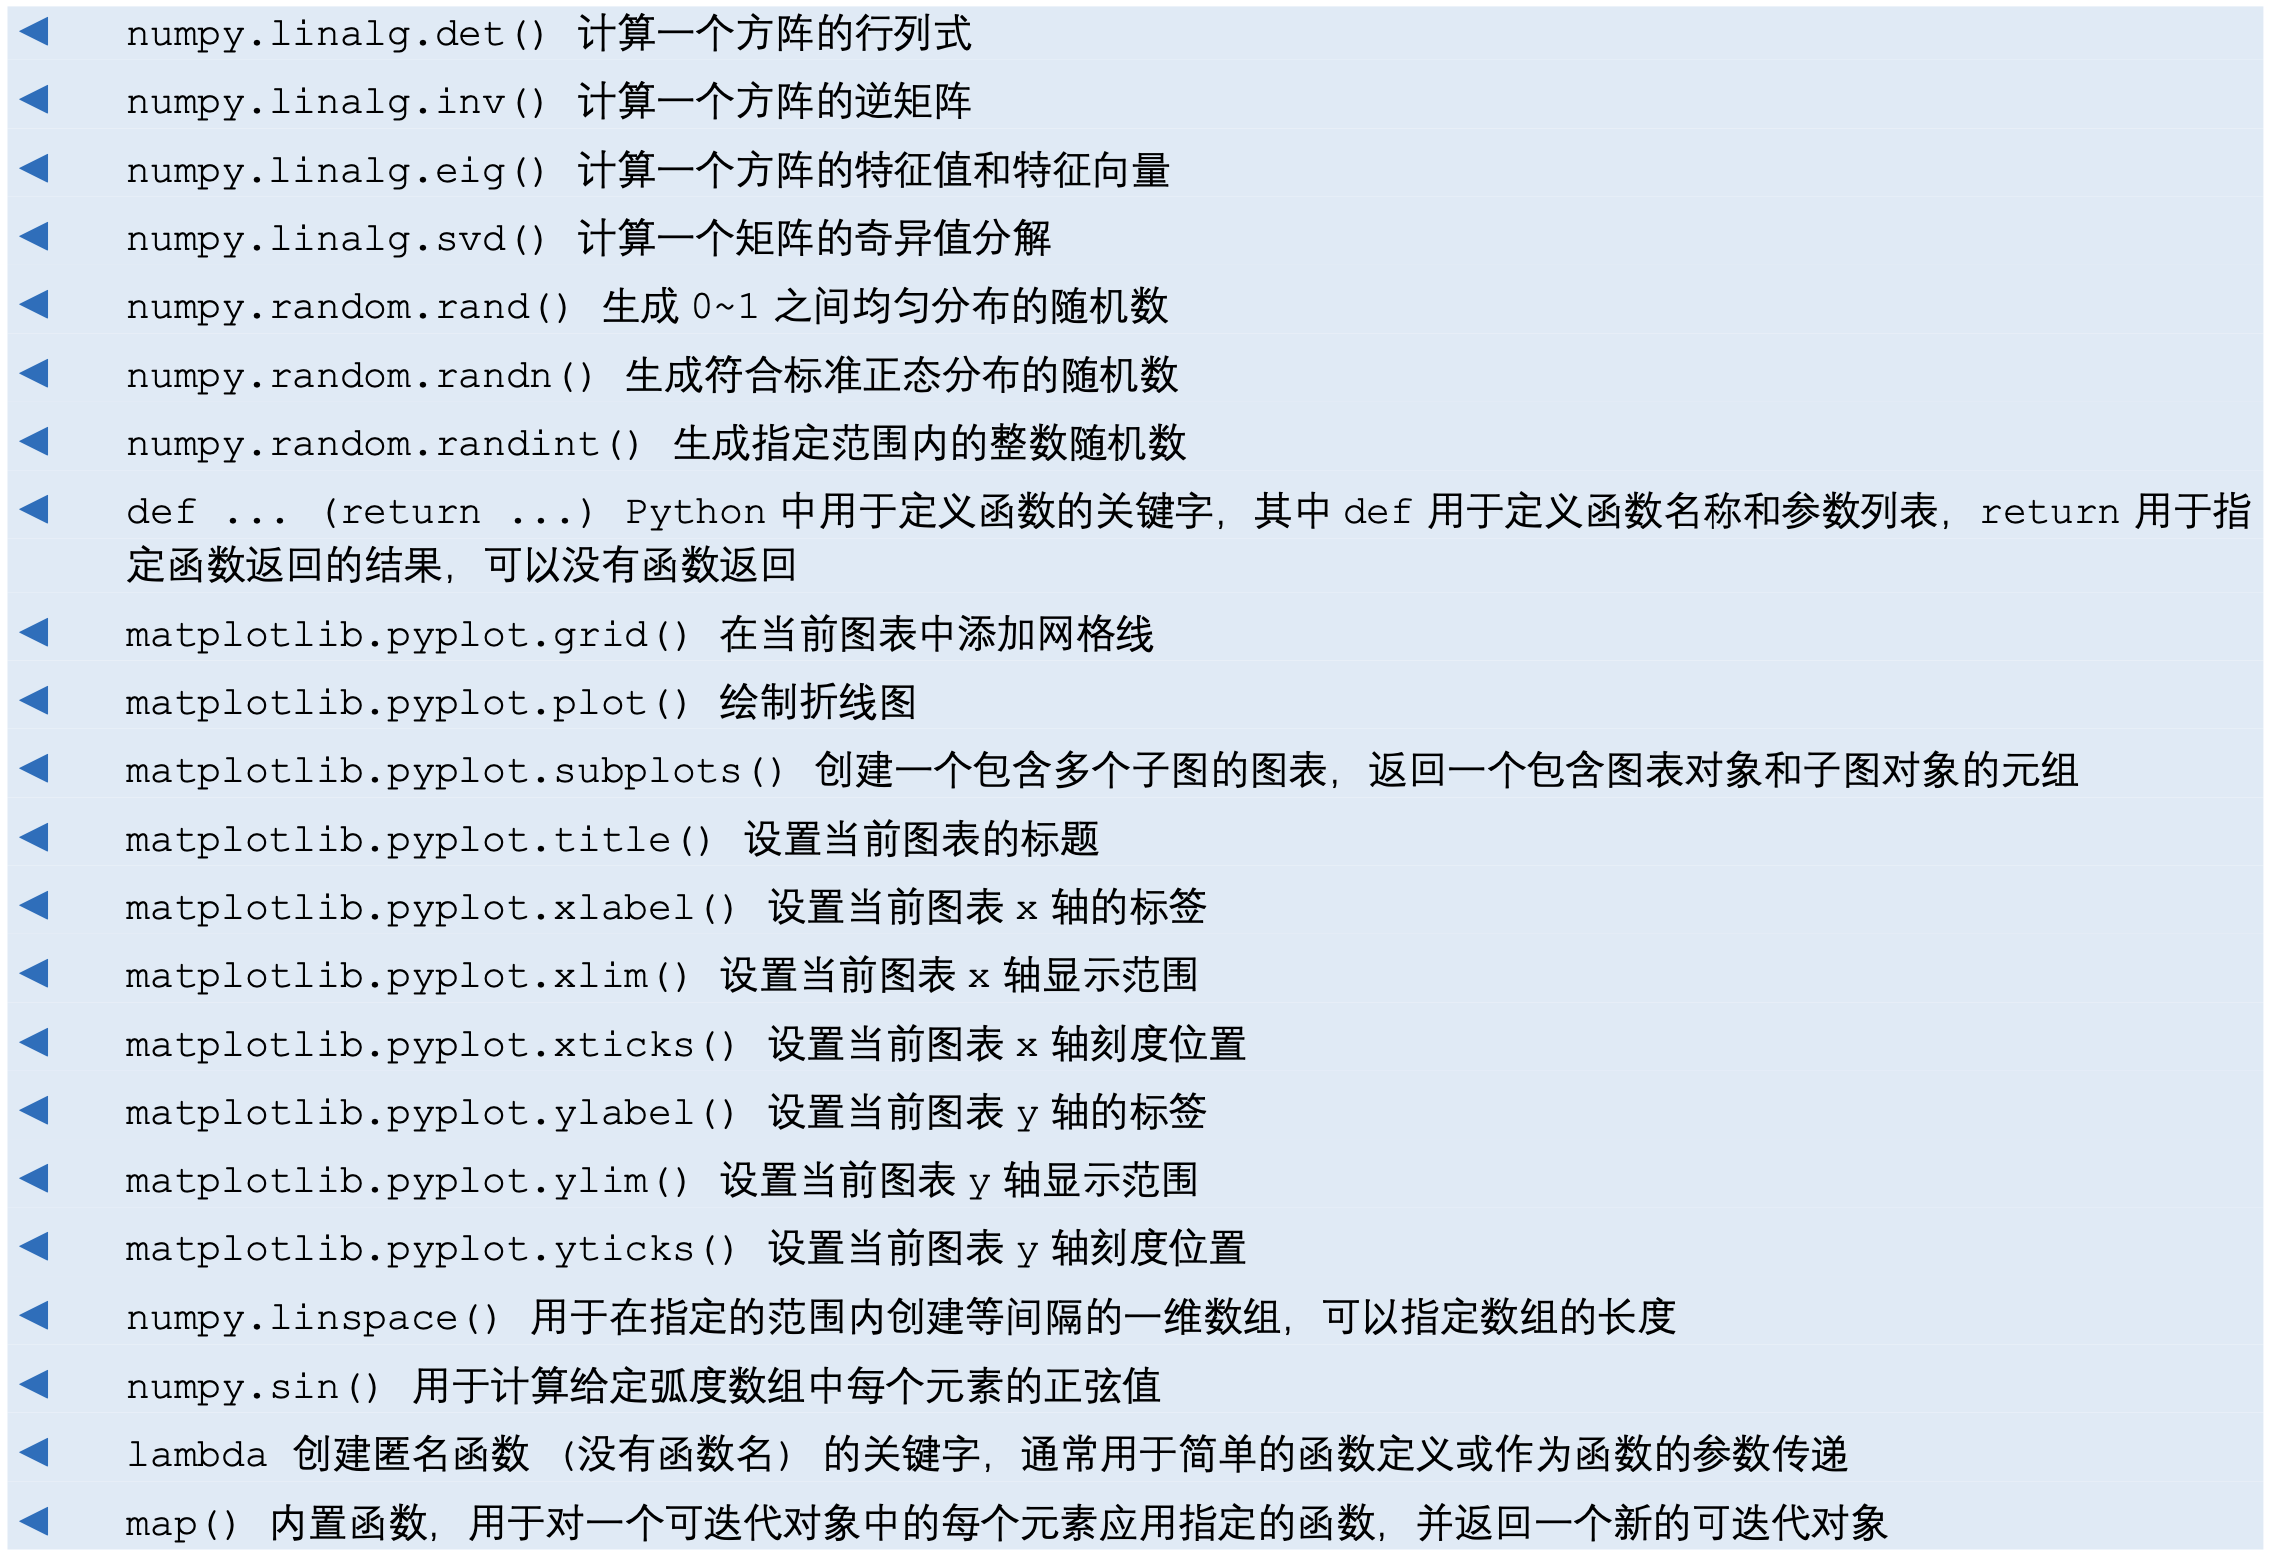 numpy.linalg.det() 计算一个方阵的行列式
numpy.linalg.inv() 计算一个方阵的逆矩阵
numpy.linalg.eig() 计算一个方阵的特征值和特征向量
numpy.linalg.svd() 计算一个矩阵的奇异值分解
numpy.random.rand() 生成 0~1 之间均匀分布的随机数
numpy.random.randn() 生成符合标准正态分布的随机数
numpy.random.randint() 生成指定范围内的整数随机数
def ... (return ...) Python 中用于定义函数的关键字，其中 def 用于定义函数名称和参数列表，return 用于指
定函数返回的结果，可以没有函数返回
matplotlib.pyplot.grid() 在当前图表中添加网格线
matplotlib.pyplot.plot() 绘制折线图
matplotlib.pyplot.subplots() 创建一个包含多个子图的图表，返回一个包含图表对象和子图对象的元组
matplotlib.pyplot.title() 设置当前图表的标题
matplotlib.pyplot.xlabel() 设置当前图表 x 轴的标签
matplotlib.pyplot.xlim() 设置当前图表 x 轴显示范围
matplotlib.pyplot.xticks() 设置当前图表 x 轴刻度位置
matplotlib.pyplot.ylabel() 设置当前图表 y 轴的标签
matplotlib.pyplot.ylim() 设置当前图表 y 轴显示范围
matplotlib.pyplot.yticks() 设置当前图表 y 轴刻度位置
numpy.linspace() 用于在指定的范围内创建等间隔的一维数组，可以指定数组的长度
numpy.sin() 用于计算给定弧度数组中每个元素的正弦值
lambda 创建匿名函数 (没有函数名) 的关键字，通常用于简单的函数定义或作为函数的参数传递
map() 内置函数，用于对一个可迭代对象中的每个元素应用指定的函数，并返回一个新的可迭代对象